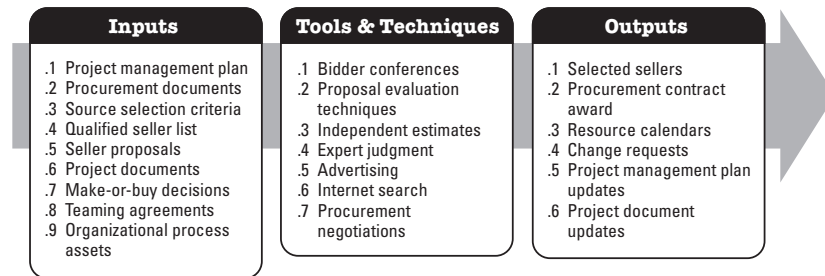 Inputs
.1 Project management plan
.2 Procurement documents
.3 Source selection criteria
.4 Qualified seller list
.5 Seller proposals
.6 Project documents
.7 Make-or-buy decisions
.8 Teaming agreements
.9 Organizational process
assets
Tools & Techniques
.1 Bidder conferences
.2 Proposal evaluation
techniques
.3 Independent estimates
.4 Expert judgment
.5 Advertising
.6 Internet search
.7 Procurement
negotiations
Outputs
.1 Selected sellers
.2 Procurement contract
award
.3 Resource calendars
.4 Change requests
.5 Project management plan
updates
.6 Project document
updates